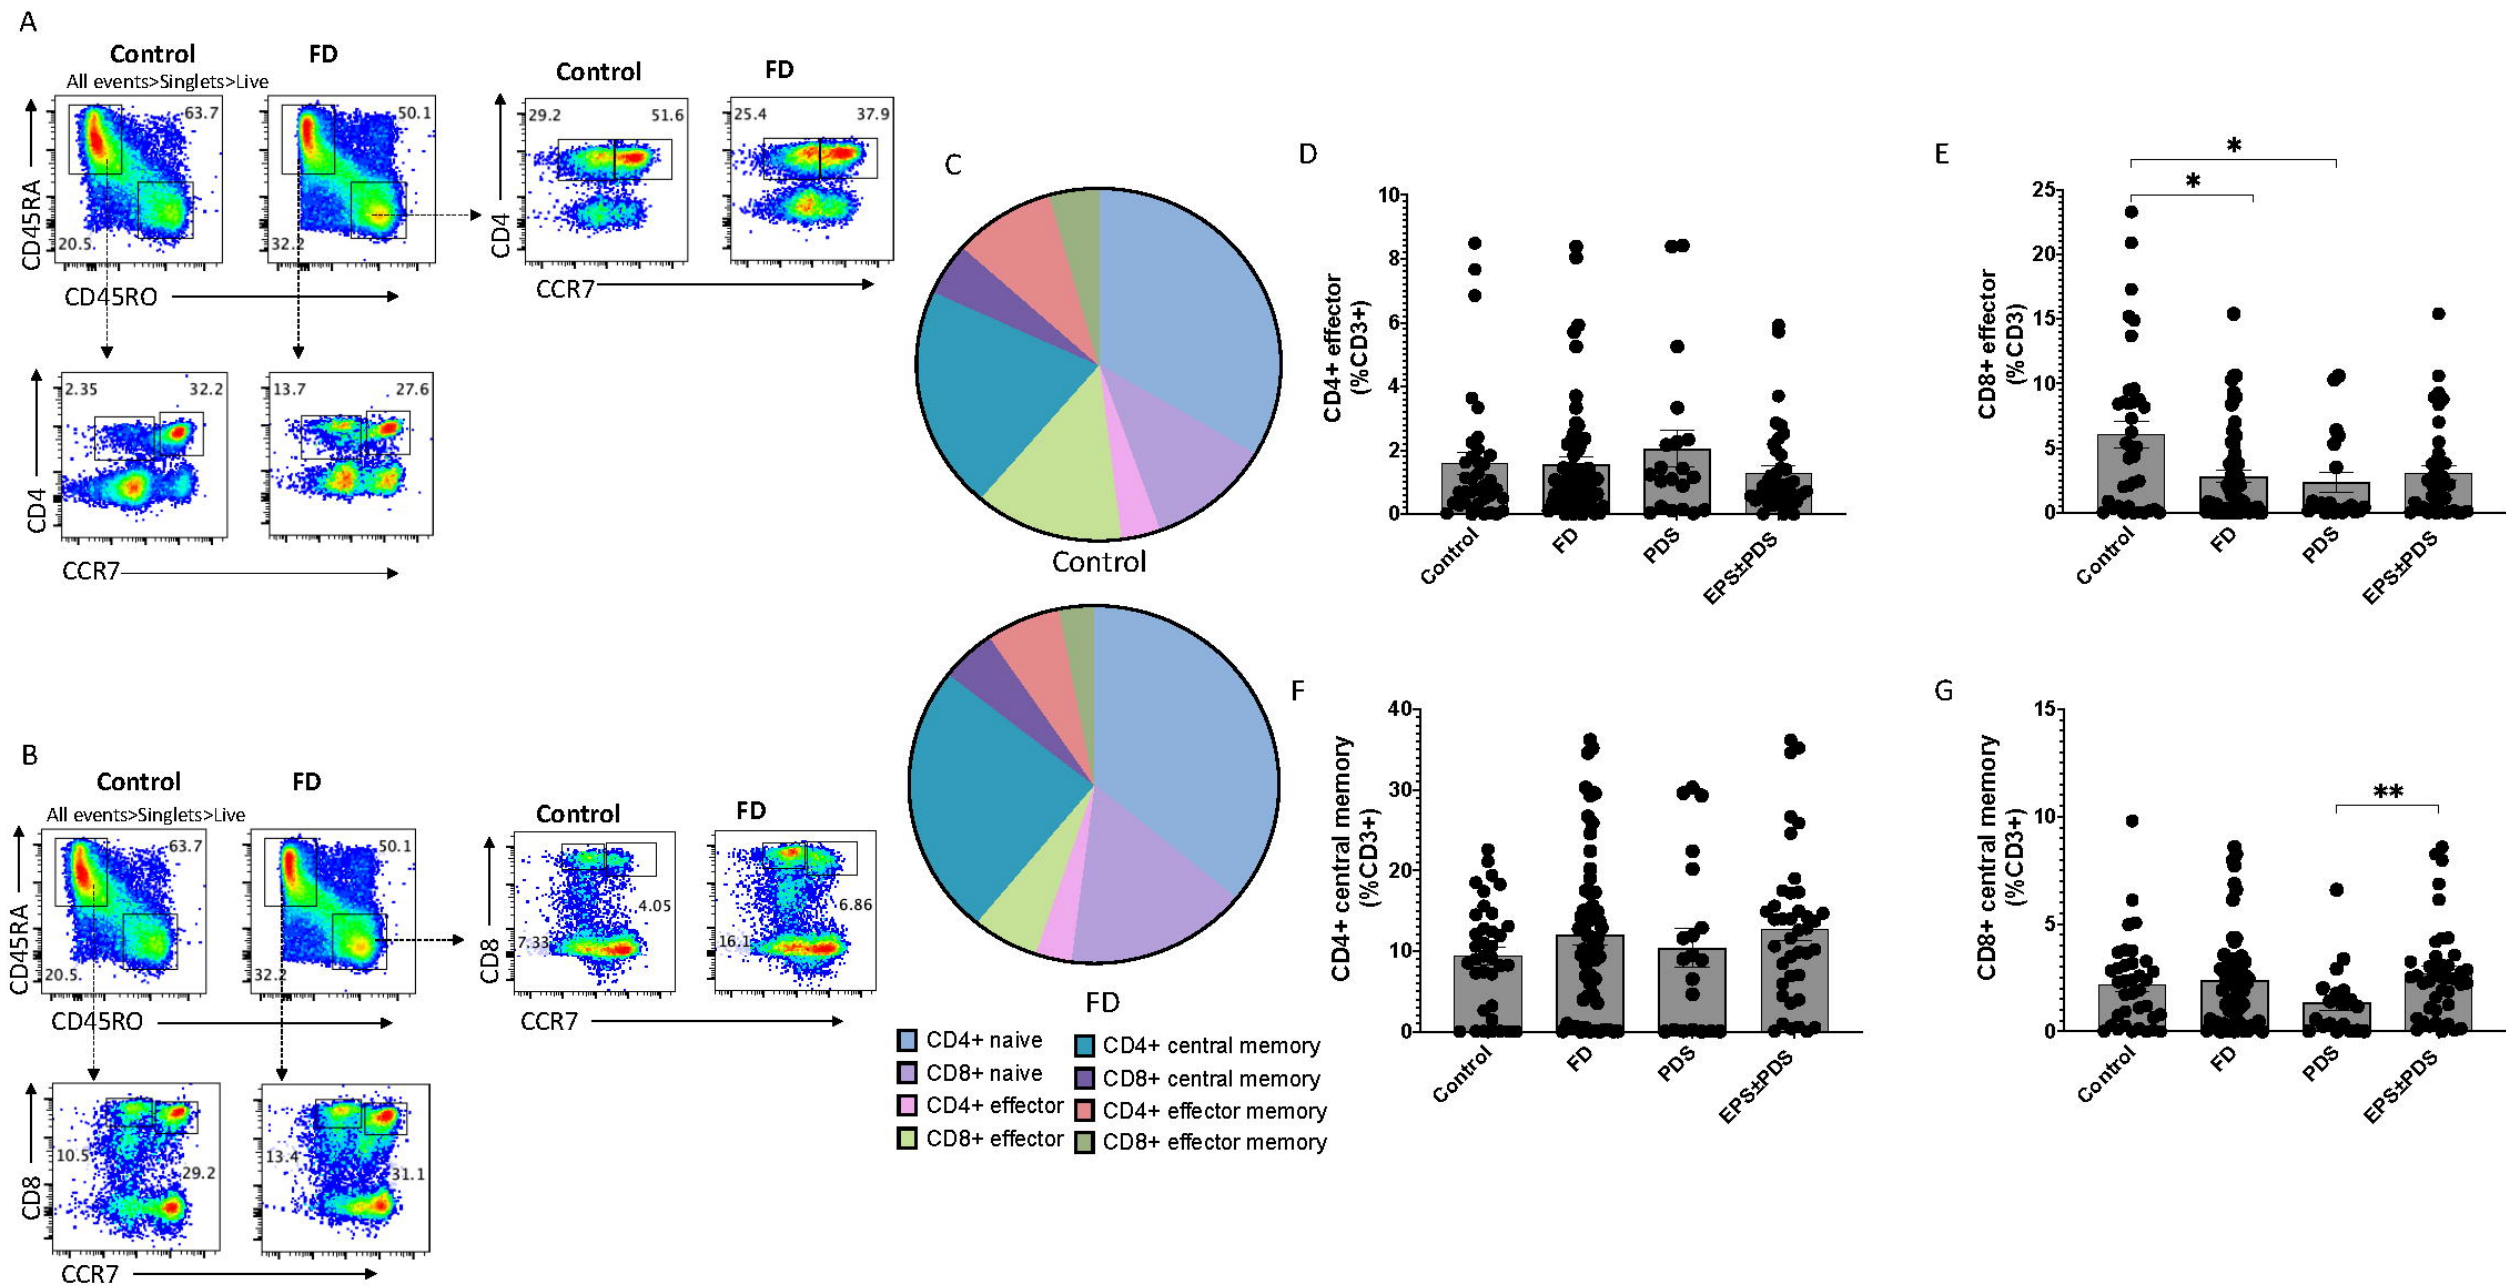 A
Control
FD
All events>Singlets>Live
63.7
20.5.
50.1
32.2
CD45RA
CD45RO
Control
FD
29.2
51.6
25.4
37.9
CD4
CCR7
2.35
32.2
13.7
27.6
CD4
CCR7
B
Control
FD
All events>Singlets>Live
63.7
20.5.
50.1
32.2
CD45RA
CD45RO
Control
FD
4.05
7.33
6.86
16.1
CD8
CCR7
10.5
29.2
13.4
31.1
CD8
CCR7
C
Control
FD
CD4+ naive
CD8+ naive
CD4+ effector
CD8+ effector
CD4+ central memory
CD8+ central memory
CD4+ effector memory
CD8+ effector memory
D
CD4+ effector
(%CD3+)
10
8
6
4
2
0
Control
FD
PDS
EPS±PDS
E
CD8+ effector
(%CD3)
25
20
15
10
5
0
*
*
Control
FD
PDS
EPS±PDS
F
CD4+ central memory
(%CD3+)
40
30
20
10
0
Control
FD
PDS
EPS±PDS
G
CD8+ central memory
(%CD3+)
15
10
5
0
**
Control
FD
PDS
EPS±PDS